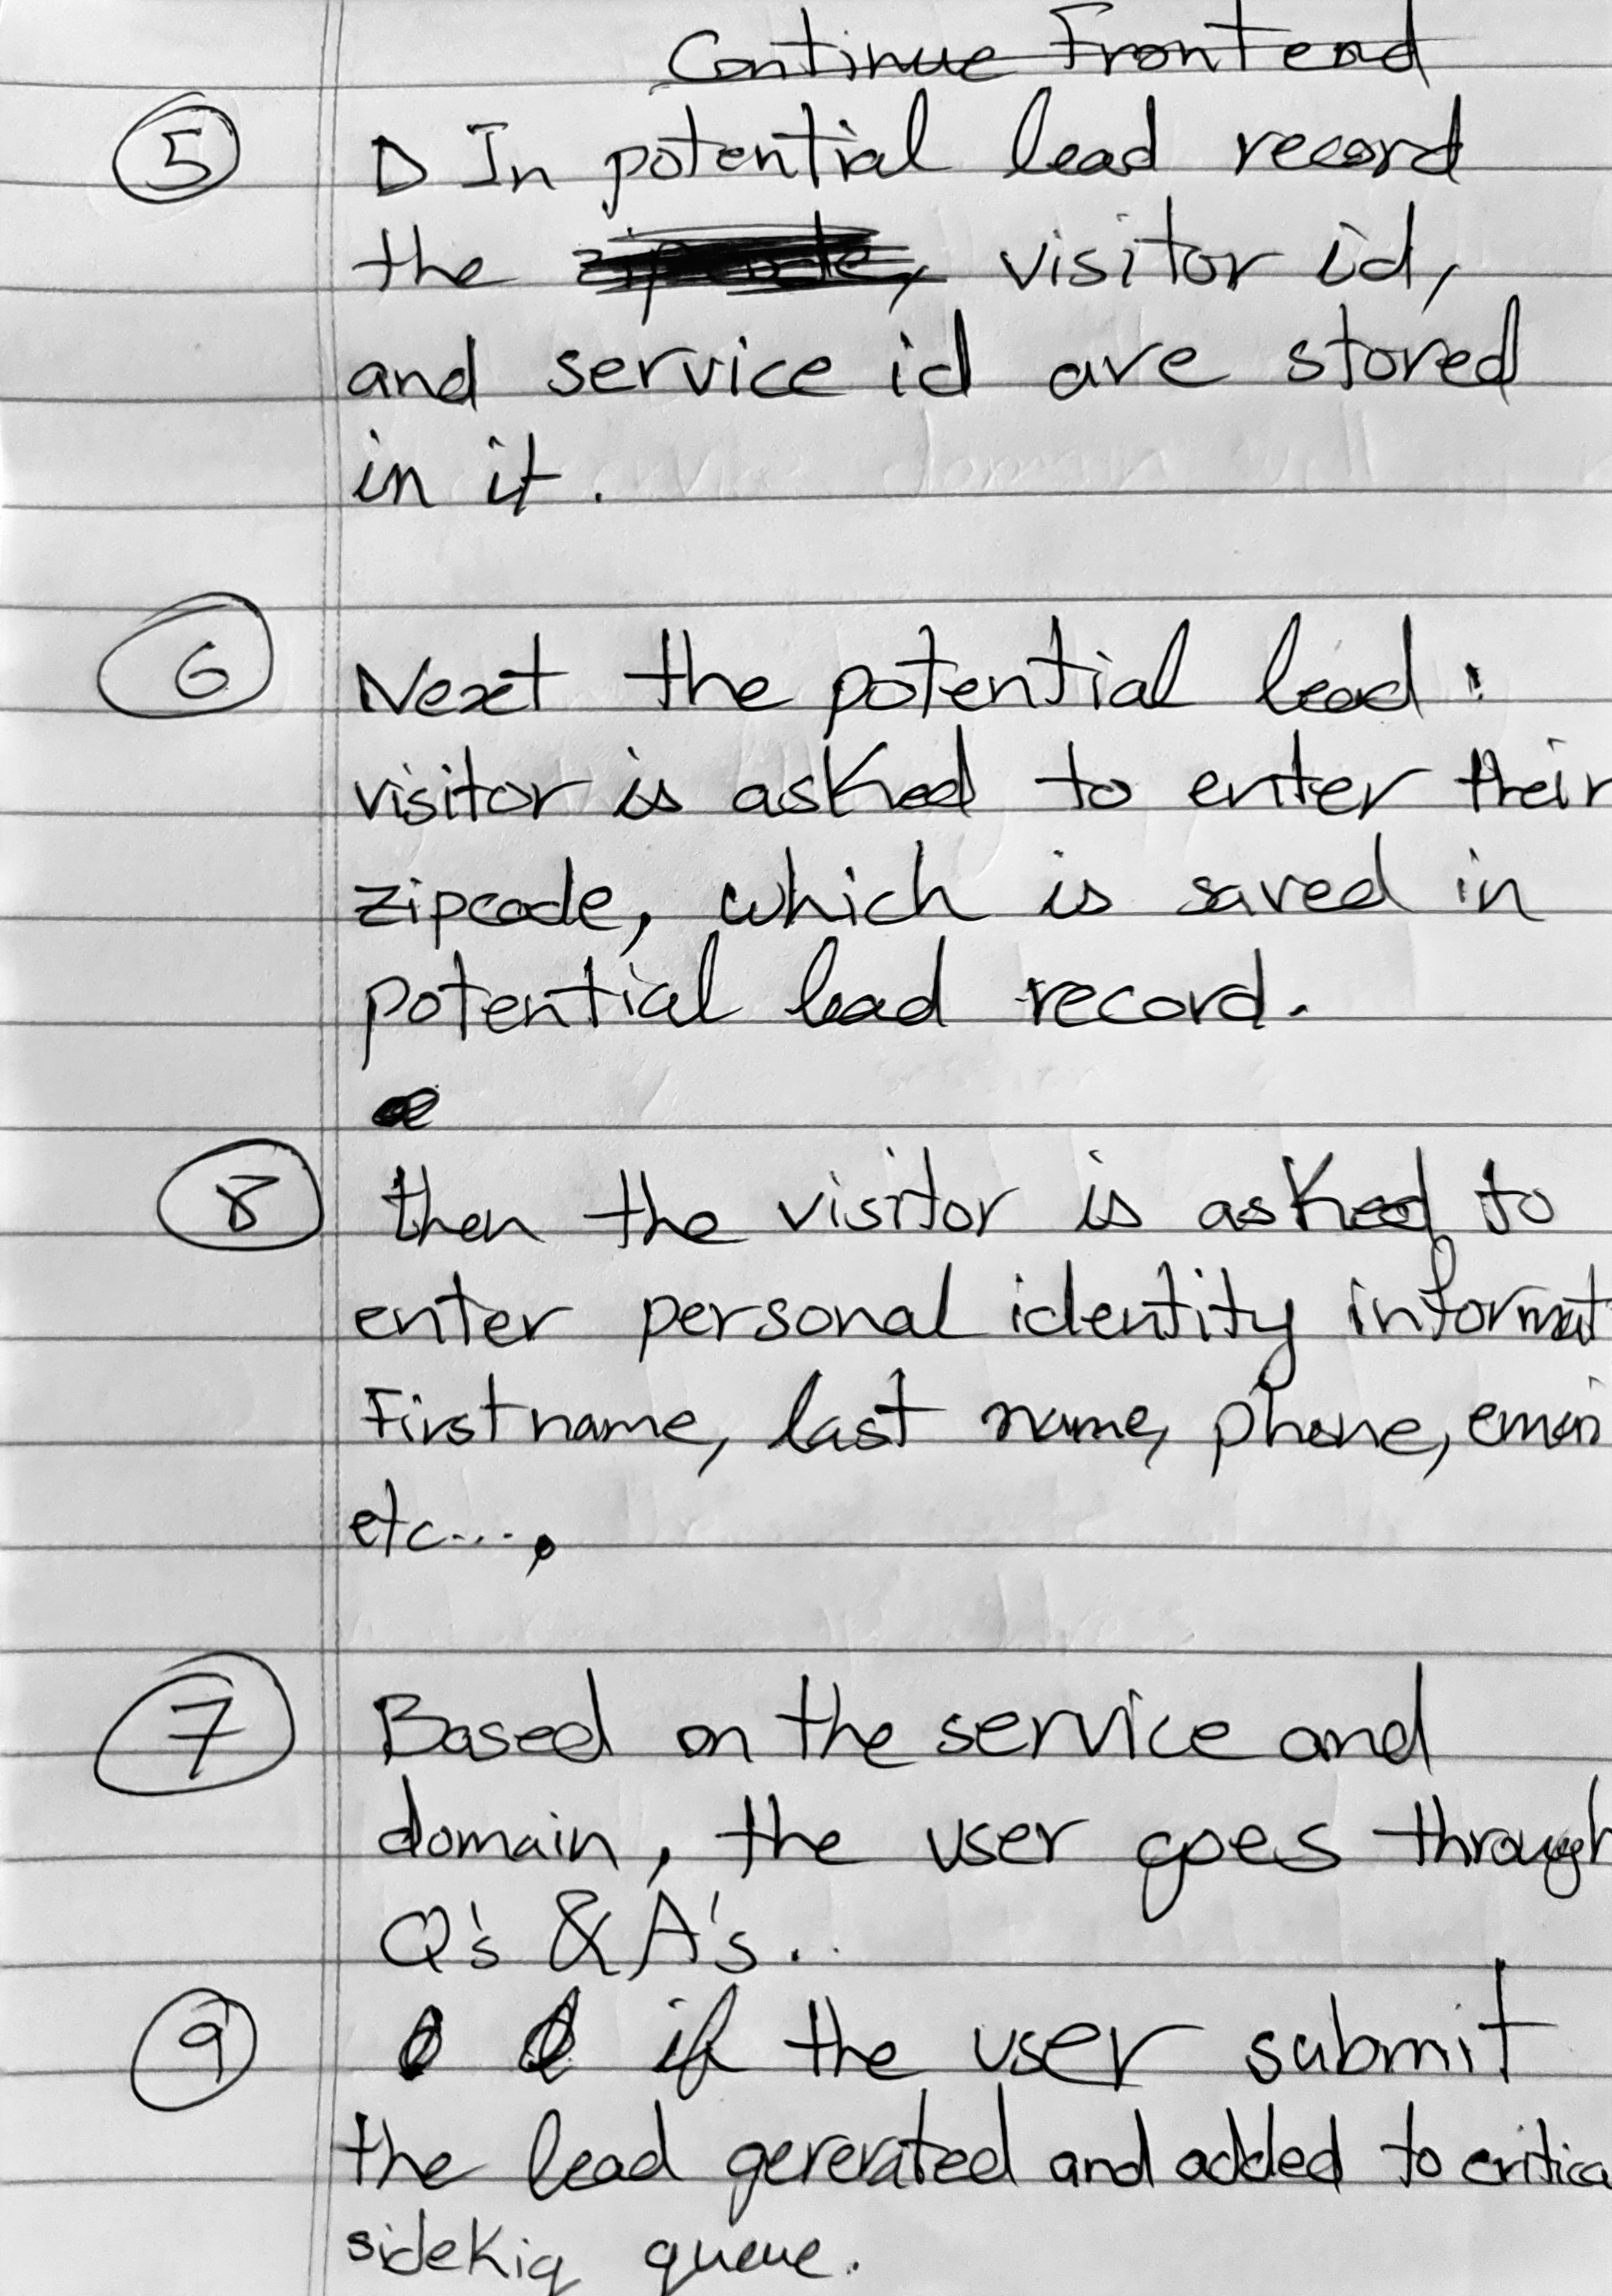 Continue Frontend
5 D In potential lead record
the zipcode, visitor id,
and service id are stored
in it.
6 Next the potential lead :
visitor is asked to enter their
zipcode, which is saved in
potential lead record.
8 then the visitor is asked to
enter personal identity informat
First name, last name, phone, emai
etc...,
7 Based on the service and
domain, the user goes through
Q's & A's.
9 if the user submit
the lead gererated and added to critica
sidekiq queue.